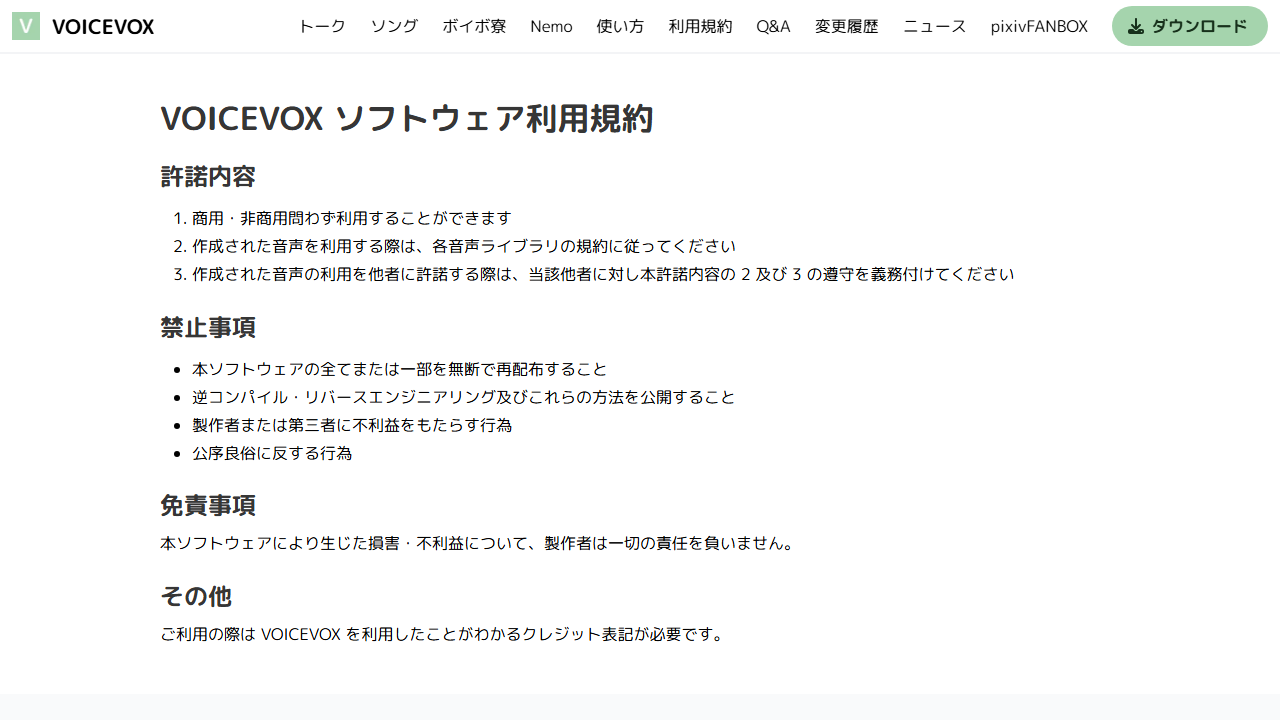 V VOICEVOX トーク ソング ボイボ寮 Nemo 使い方 利用規約 Q&A 変更履歴 ニュース pixivFANBOX ダウンロード
VOICEVOX ソフトウェア利用規約
許諾内容
1. 商用・非商用問わず利用することができます
2. 作成された音声を利用する際は、各音声ライブラリの規約に従ってください
3. 作成された音声の利用を他者に許諾する際は、当該他者に対し本許諾内容の 2 及び 3 の遵守を義務付けてください
禁止事項
• 本ソフトウェアの全てまたは一部を無断で再配布すること
• 逆コンパイル・リバースエンジニアリング及びこれらの方法を公開すること
• 製作者または第三者に不利益をもたらす行為
• 公序良俗に反する行為
免責事項
本ソフトウェアにより生じた損害・不利益について、製作者は一切の責任を負いません。
その他
ご利用の際は VOICEVOX を利用したことがわかるクレジット表記が必要です。